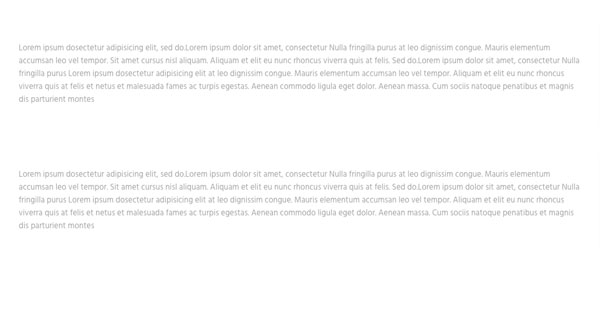 Lorem ipsum dosectetur adipisicing elit, sed do.Lorem ipsum dolor sit amet, consectetur Nulla fringilla purus at leo dignissim congue. Mauris elementum
accumsan leo vel tempor. Sit amet cursus nisl aliquam. Aliquam et elit eu nunc rhoncus viverra quis at felis. Sed do.Lorem ipsum dolor sit amet, consectetur Nulla
fringilla purus Lorem ipsum dosectetur adipisicing elit at leo dignissim congue. Mauris elementum accumsan leo vel tempor. Aliquam et elit eu nunc rhoncus
viverra quis at felis et netus et malesuada fames ac turpis egestas. Aenean commodo ligula eget dolor. Aenean massa. Cum sociis natoque penatibus et magnis
dis parturient montes
Lorem ipsum dosectetur adipisicing elit, sed do.Lorem ipsum dolor sit amet, consectetur Nulla fringilla purus at leo dignissim congue. Mauris elementum
accumsan leo vel tempor. Sit amet cursus nisl aliquam. Aliquam et elit eu nunc rhoncus viverra quis at felis. Sed do.Lorem ipsum dolor sit amet, consectetur Nulla
fringilla purus Lorem ipsum dosectetur adipisicing elit at leo dignissim congue. Mauris elementum accumsan leo vel tempor. Aliquam et elit eu nunc rhoncus
viverra quis at felis et netus et malesuada fames ac turpis egestas. Aenean commodo ligula eget dolor. Aenean massa. Cum sociis natoque penatibus et magnis
dis parturient montes